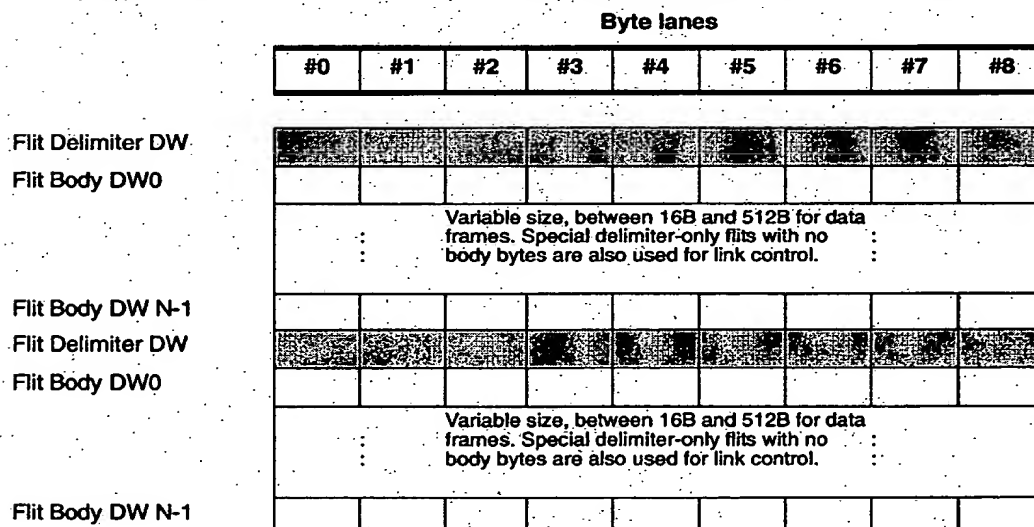 Byte lanes
#0 #1 #2 #3 #4 #5 #6 #7 #8
Flit Delimiter DW
Flit Body DW0
Variable size, between 16B and 512B for data
frames. Special delimiter-only flits with no
body bytes are also used for link control.
Flit Body DW N-1
Flit Delimiter DW
Flit Body DW0
Variable size, between 16B and 512B for data
frames. Special delimiter-only flits with no
body bytes are also used for link control.
Flit Body DW N-1